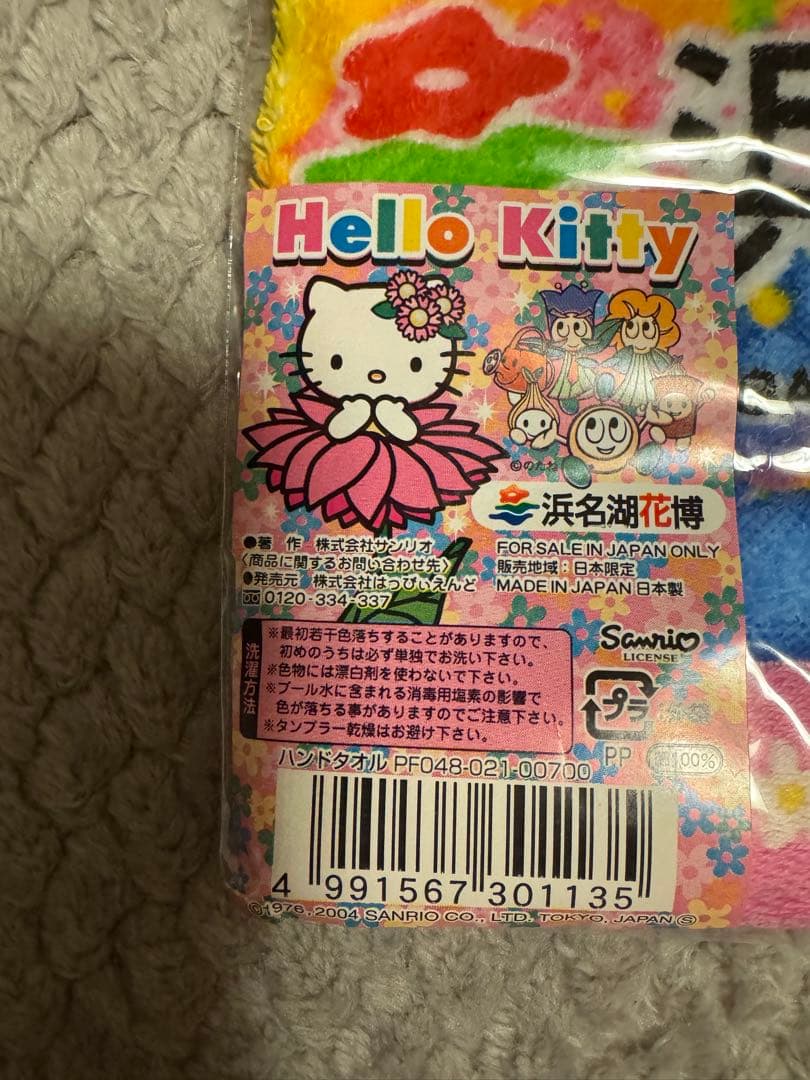 Hello Kitty
©のたね
浜名湖花博
●著 作 株式会社サンリオ
〈商品に関するお問い合わせ先〉
●発売元 株式会社はっぴぃえんど
0120-334-337
FOR SALE IN JAPAN ONLY
販売地域：日本限定
MADE IN JAPAN 日本製
洗濯方法
※最初若干色落ちすることがありますので、
初めのうちは必ず単独でお洗い下さい。
※色物には漂白剤を使わないで下さい。
※プール水に含まれる消毒用塩素の影響で
色が落ちる事がありますのでご注意下さい。
※タンブラー乾燥はお避け下さい。
Sanrio
LICENSE
プラ
外袋
PP
綿100%
ハンドタオル PF048-021-00700
4 991567 301135
©1976, 2004 SANRIO CO., LTD. TOKYO, JAPAN Ⓢ